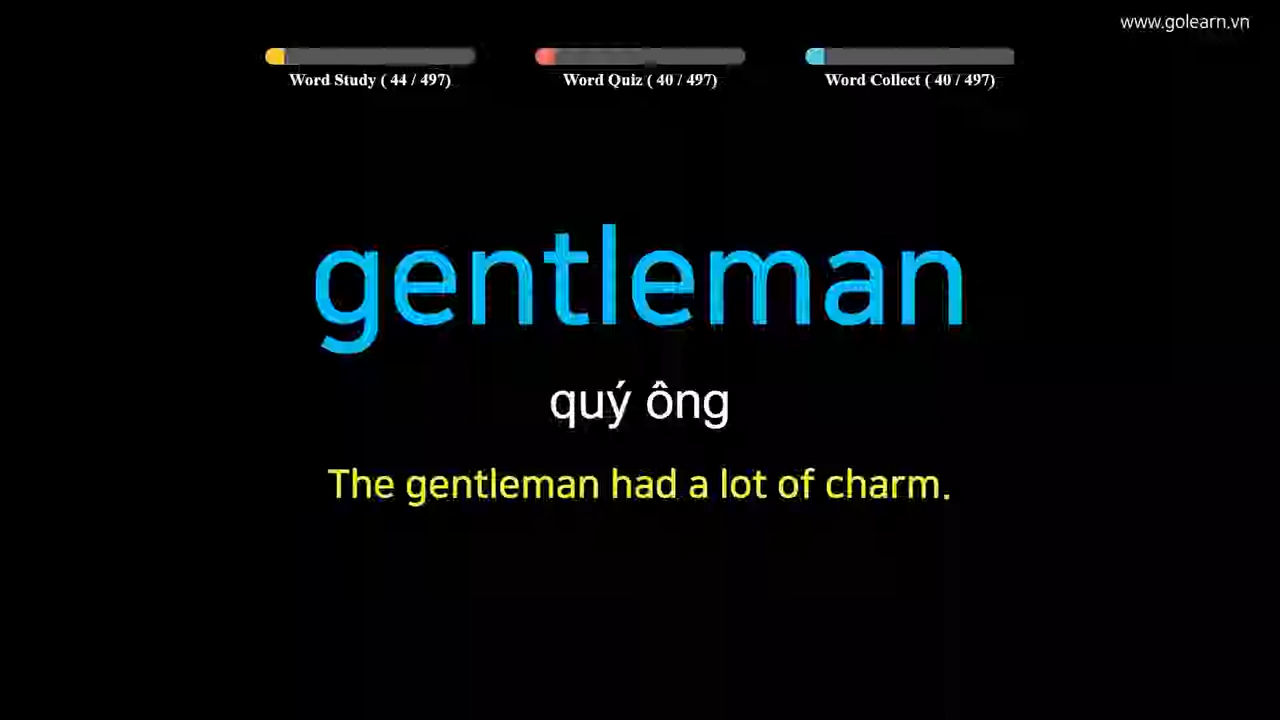 www.golearn.vn
Word Study ( 44 / 497)
Word Quiz ( 40 / 497)
Word Collect ( 40 / 497)
gentleman
quý ông
The gentleman had a lot of charm.